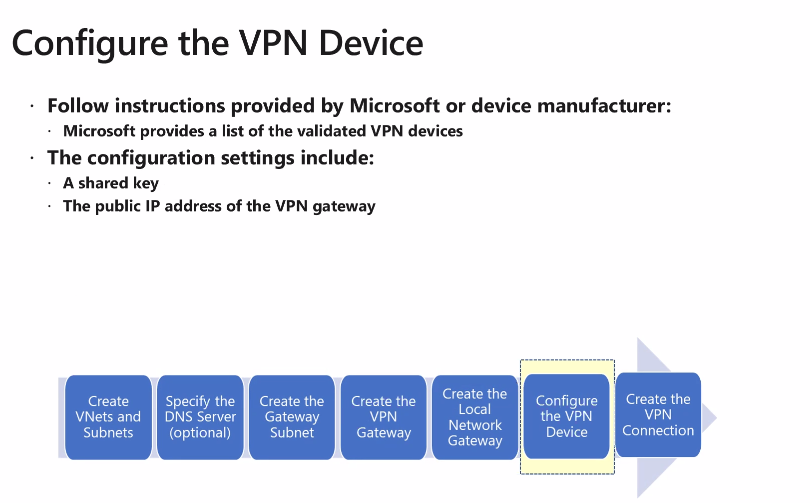 Configure the VPN Device
· Follow instructions provided by Microsoft or device manufacturer:
· Microsoft provides a list of the validated VPN devices
· The configuration settings include:
· A shared key
· The public IP address of the VPN gateway
Create
VNets and
Subnets
Specify the
DNS Server
(optional)
Create the
Gateway
Subnet
Create the
VPN
Gateway
Create the
Local
Network
Gateway
Configure
the VPN
Device
Create the
VPN
Connection